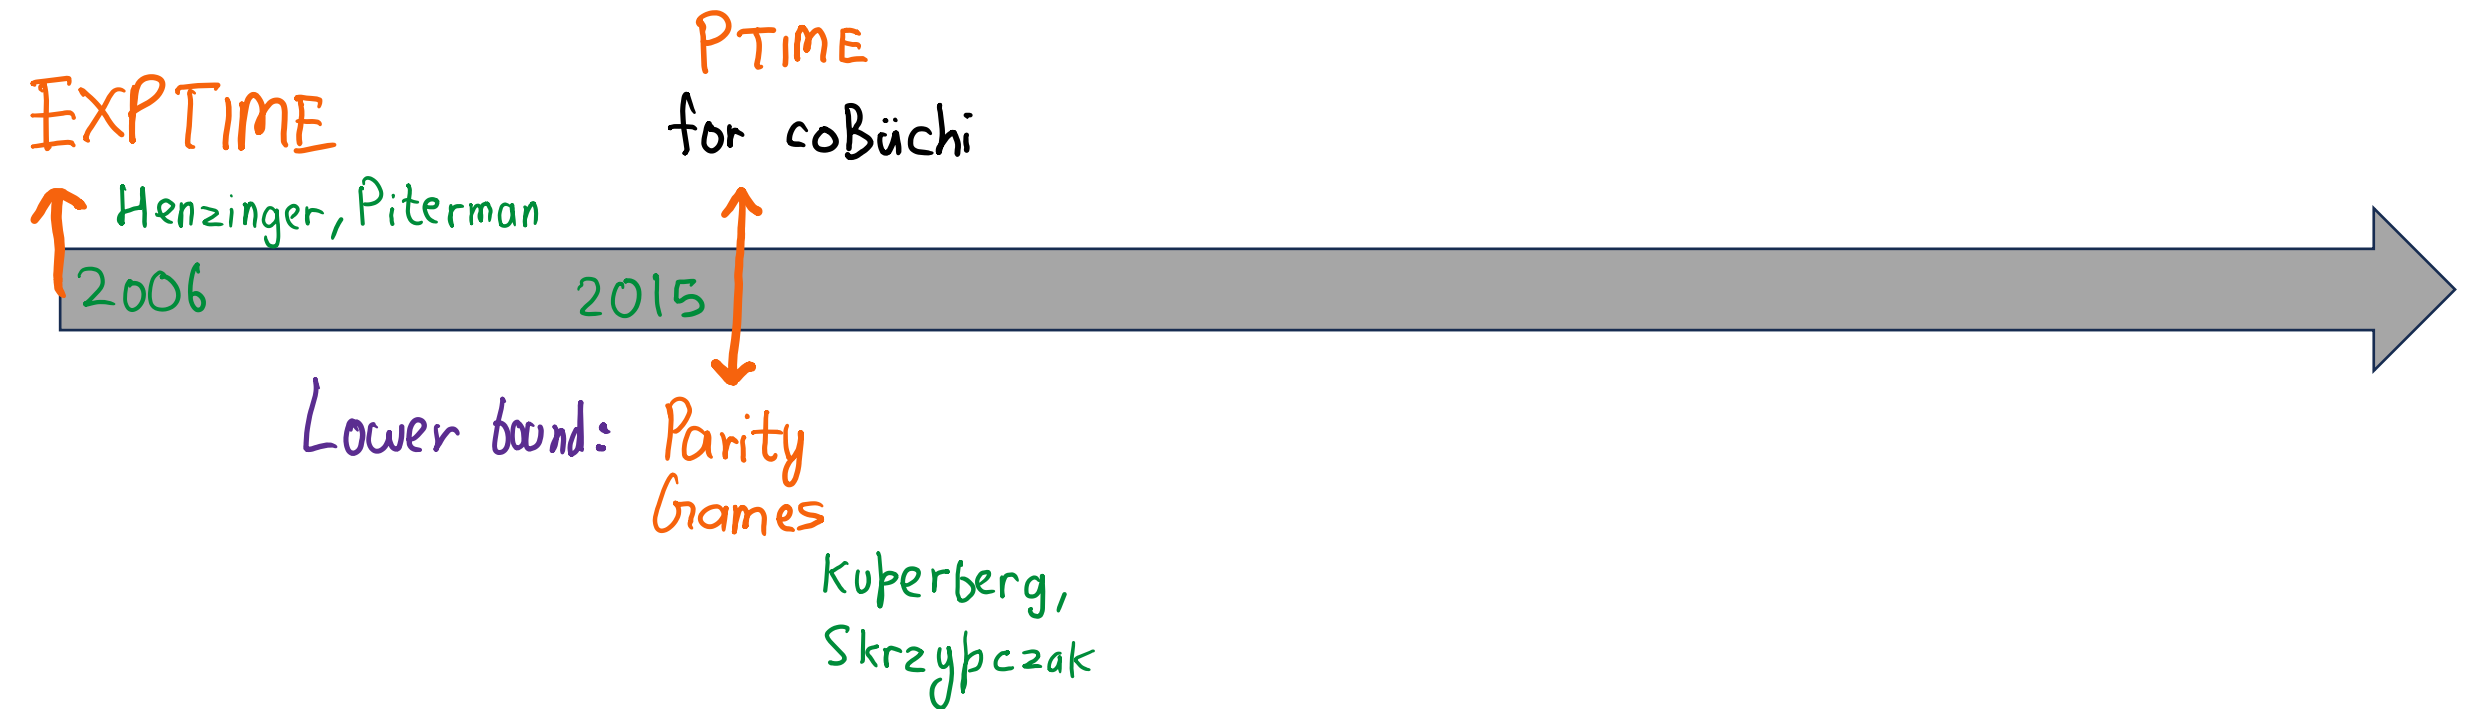 PTIME
for coBüchi
EXPTIME
Henzinger, Piterman
2006
2015
Lower bound: Parity
Games
Kuperberg,
Skrzypczak